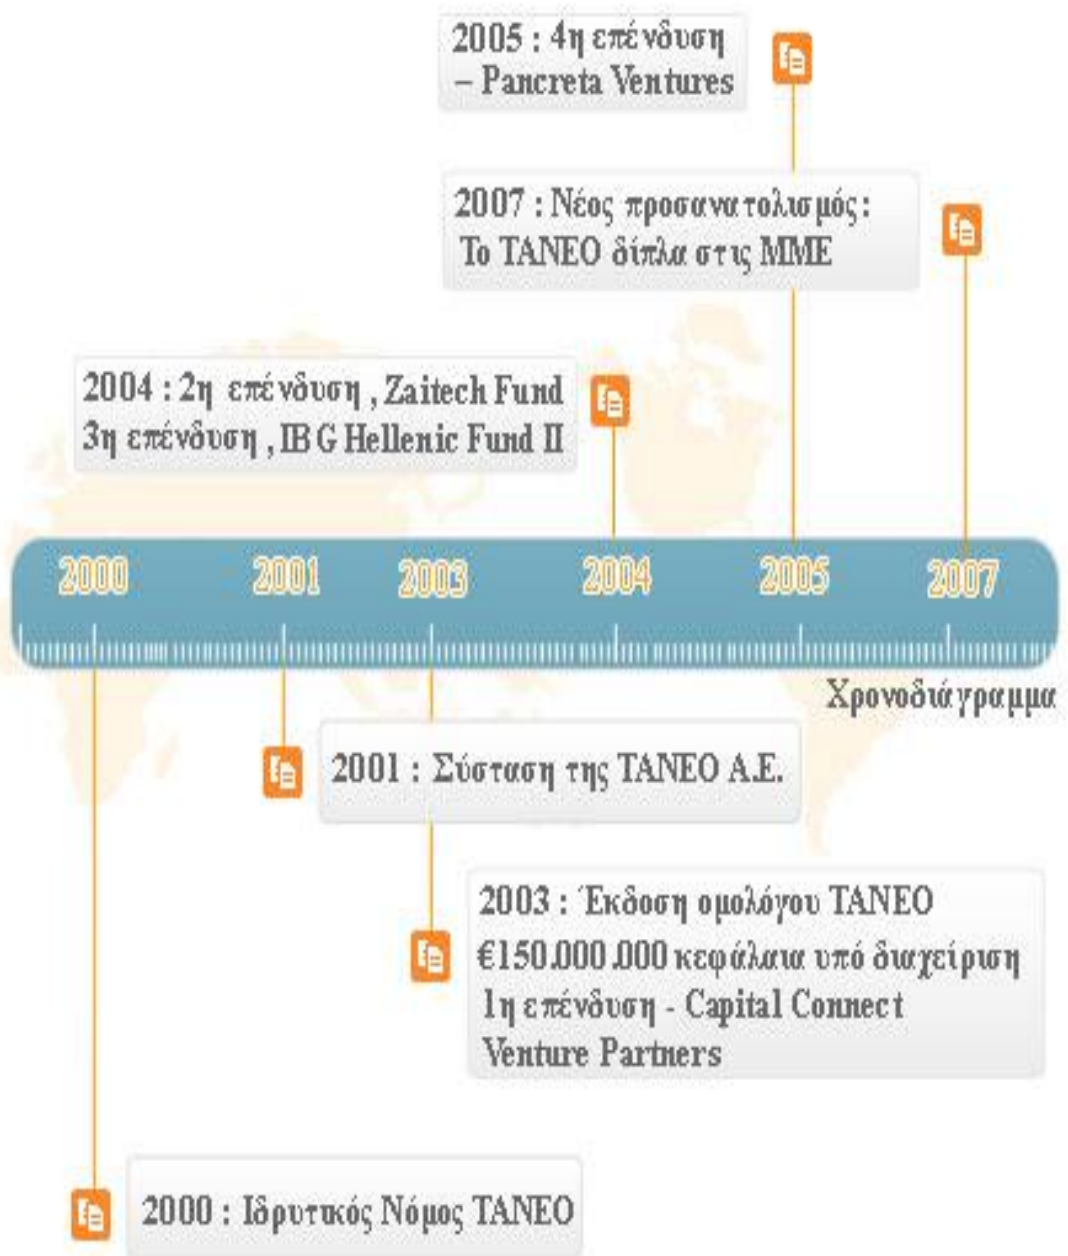 2005 : 4η επένδυση
– Pancreta Ventures
2007 : Νέος προσανατολισμός :
Το ΤΑΝΕΟ δίπλα στις ΜΜΕ
2004 : 2η επένδυση , Zaitech Fund
3η επένδυση , IBG Hellenic Fund II
2000 2001 2003 2004 2005 2007
Χρονοδιάγραμμα
2001 : Σύσταση της ΤΑΝΕΟ Α.Ε.
2003 : Έκδοση ομολόγου ΤΑΝΕΟ
€150.000.000 κεφάλαια υπό διαχείριση
1η επένδυση - Capital Connect
Venture Partners
2000 : Ιδρυτικός Νόμος ΤΑΝΕΟ